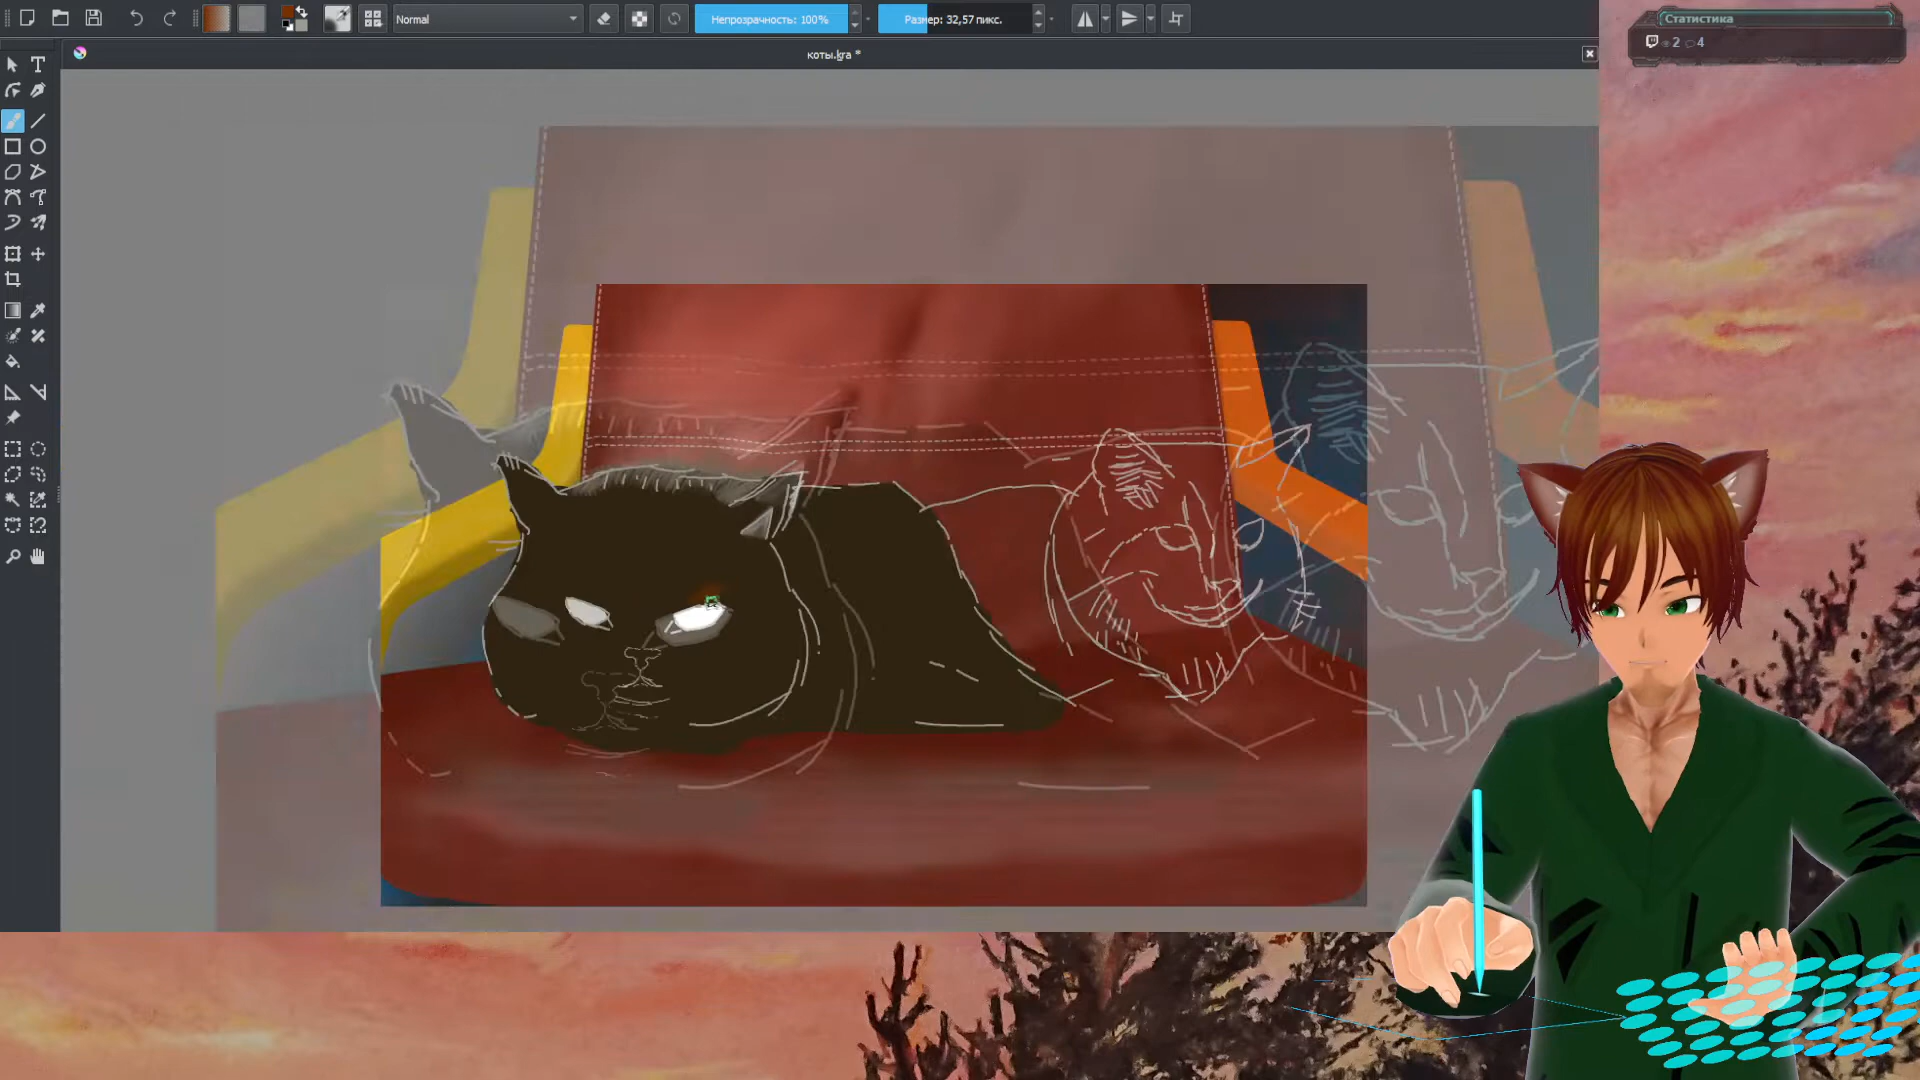 Normal
Непрозрачность: 100%
Размер: 32,57 пикс.
Статистика
2 4
коты.kra *